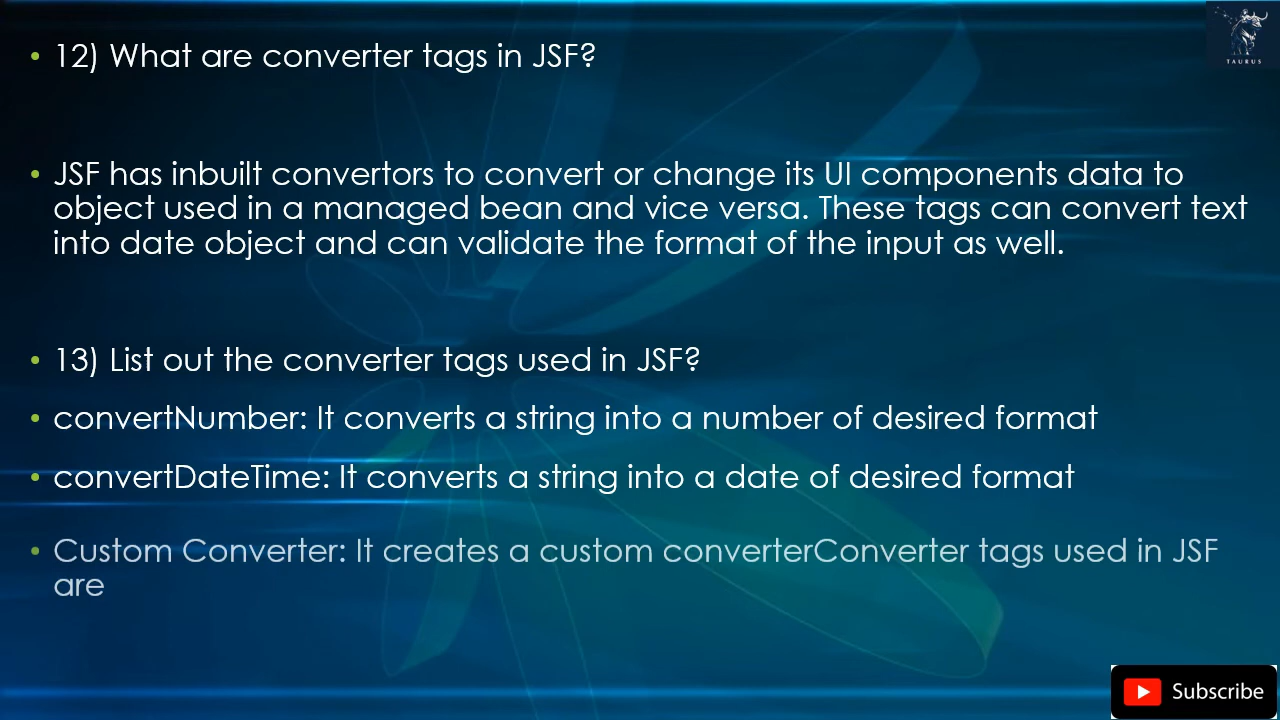 TAURUS
• 12) What are converter tags in JSF?
• JSF has inbuilt convertors to convert or change its UI components data to
object used in a managed bean and vice versa. These tags can convert text
into date object and can validate the format of the input as well.
• 13) List out the converter tags used in JSF?
• convertNumber: It converts a string into a number of desired format
• convertDateTime: It converts a string into a date of desired format
• Custom Converter: It creates a custom converterConverter tags used in JSF
are
Subscribe